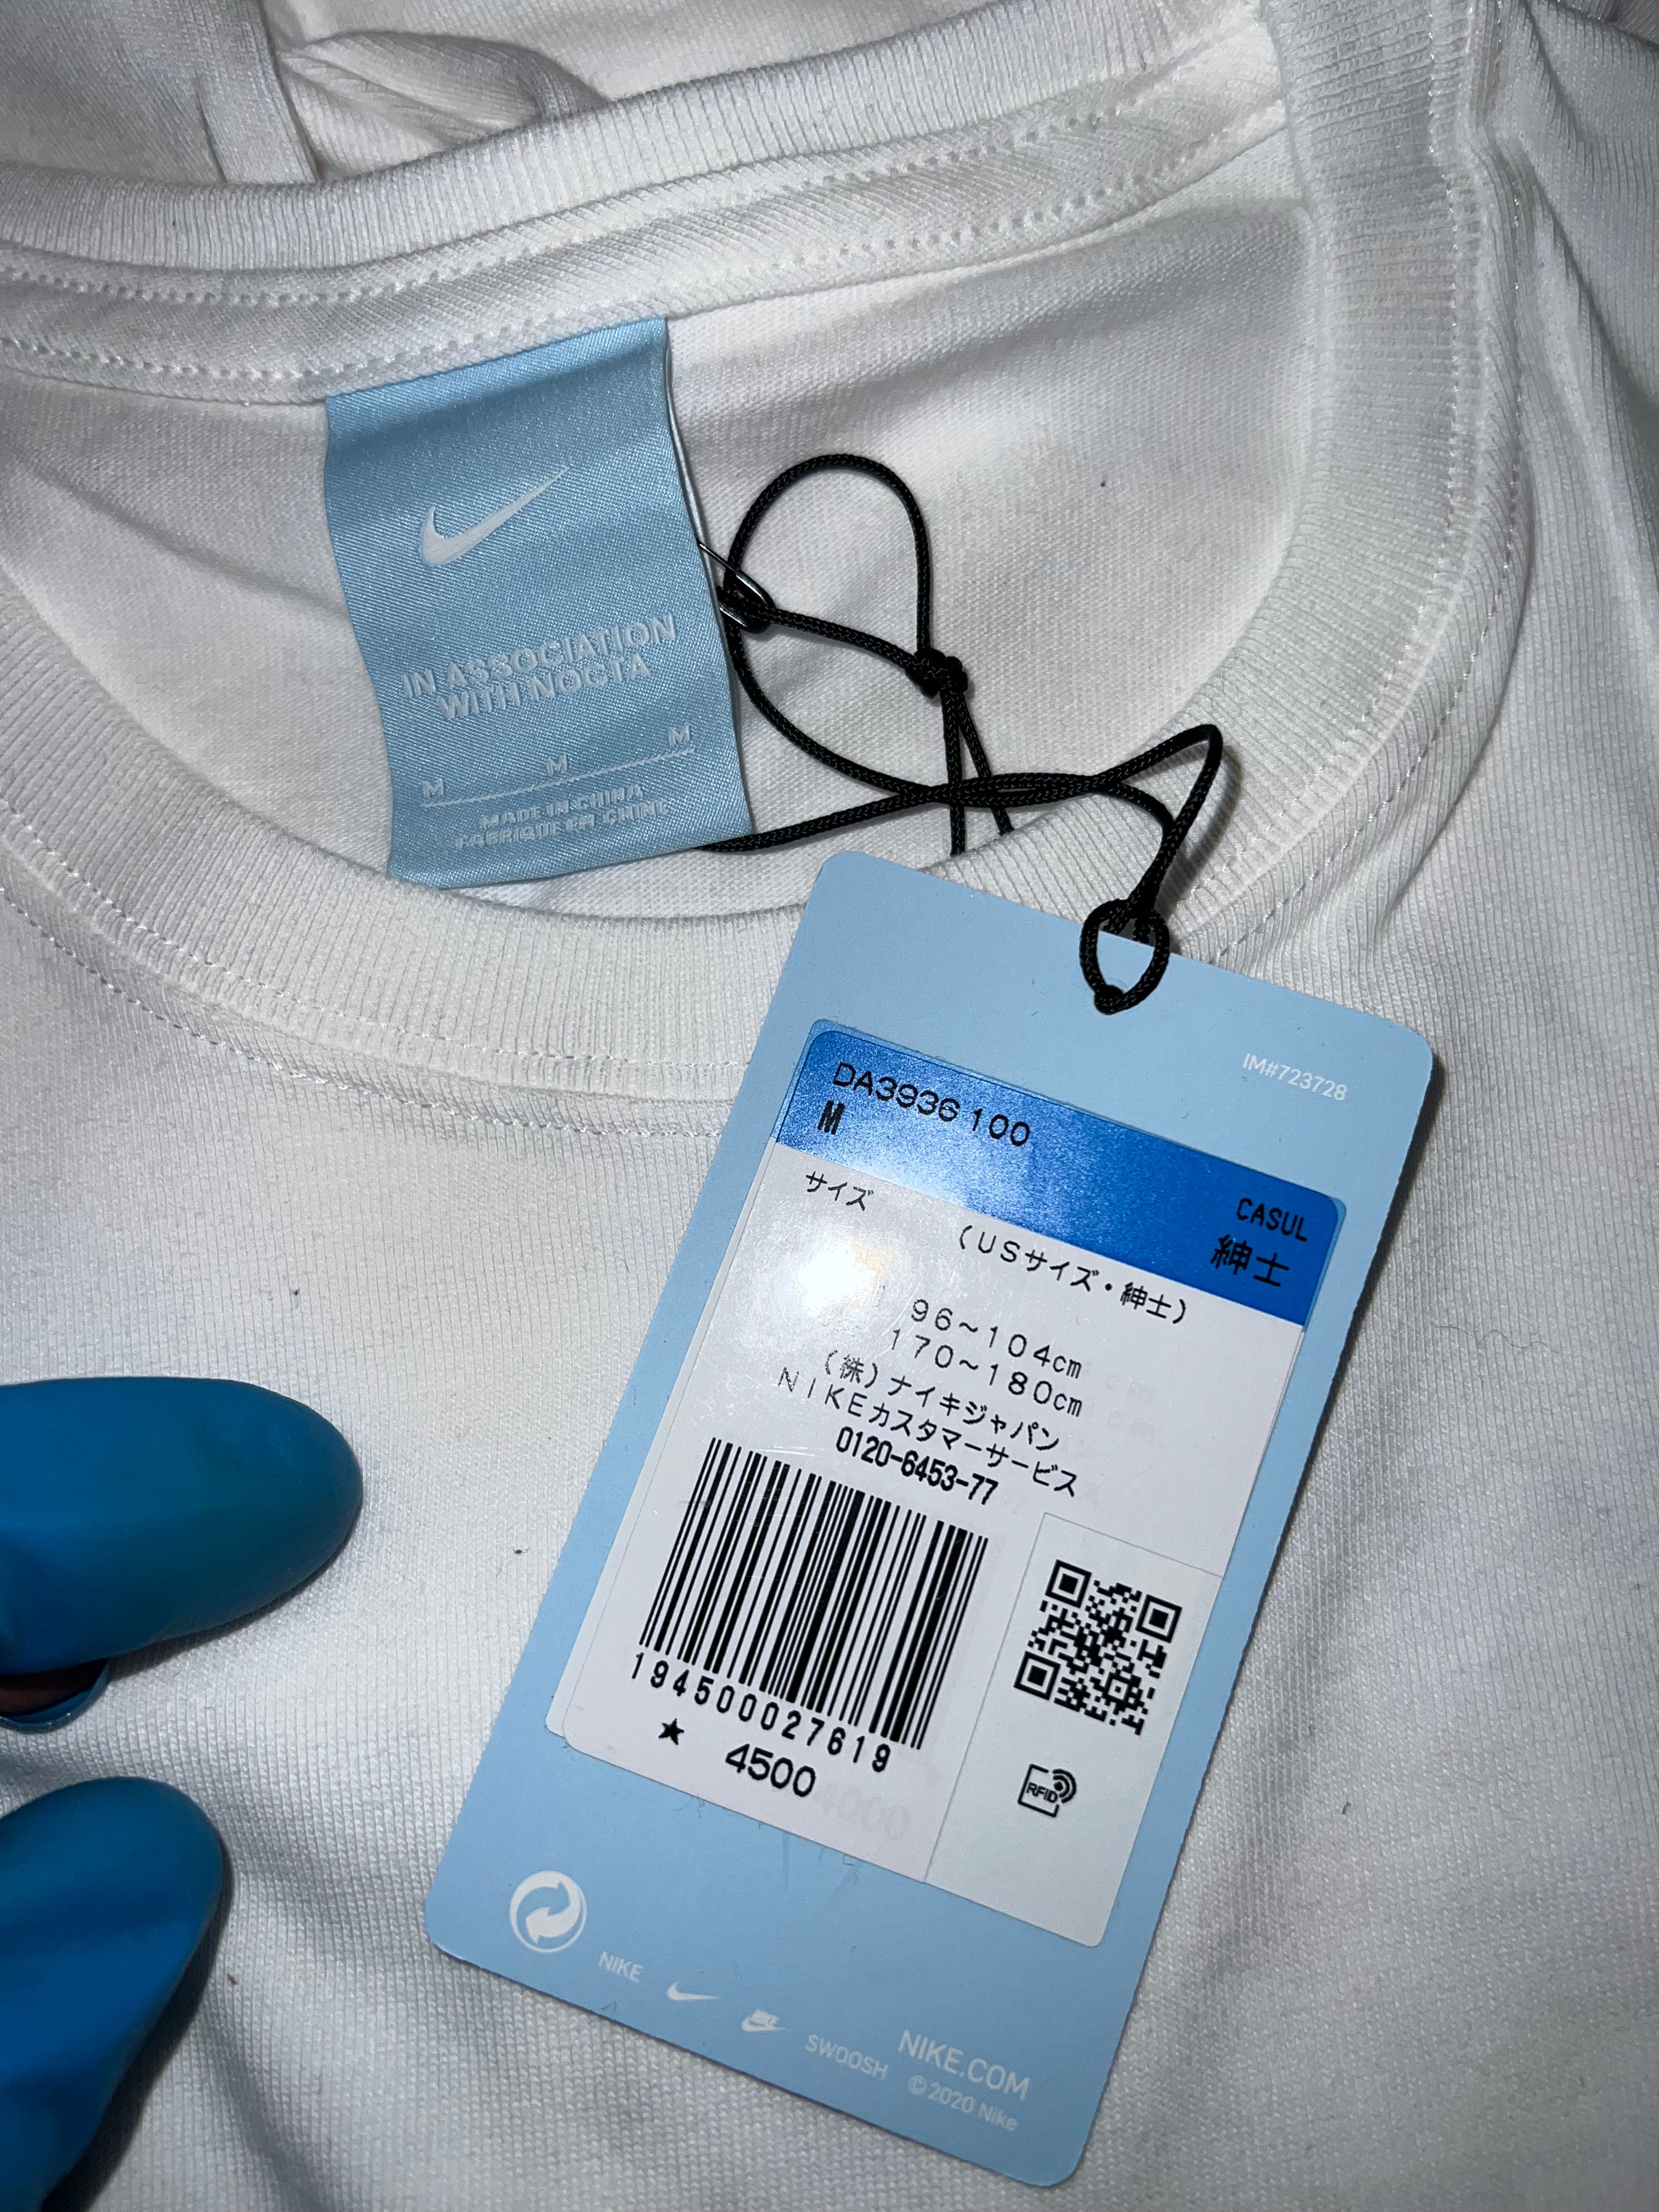 IN ASSOCIATION
WITH NOCTA
M M M
MADE IN CHINA
FABRIQUE EN CHINE
IM#723728
DA3936 100
M
CASUL
紳士
サイズ
(USサイズ・紳士)
96~104cm
170~180cm
(株)ナイキジャパン
NIKEカスタマーサービス
0120-6453-77
194500027619
★ 4500
RFID
NIKE
SWOOSH
NIKE.COM
©2020 Nike